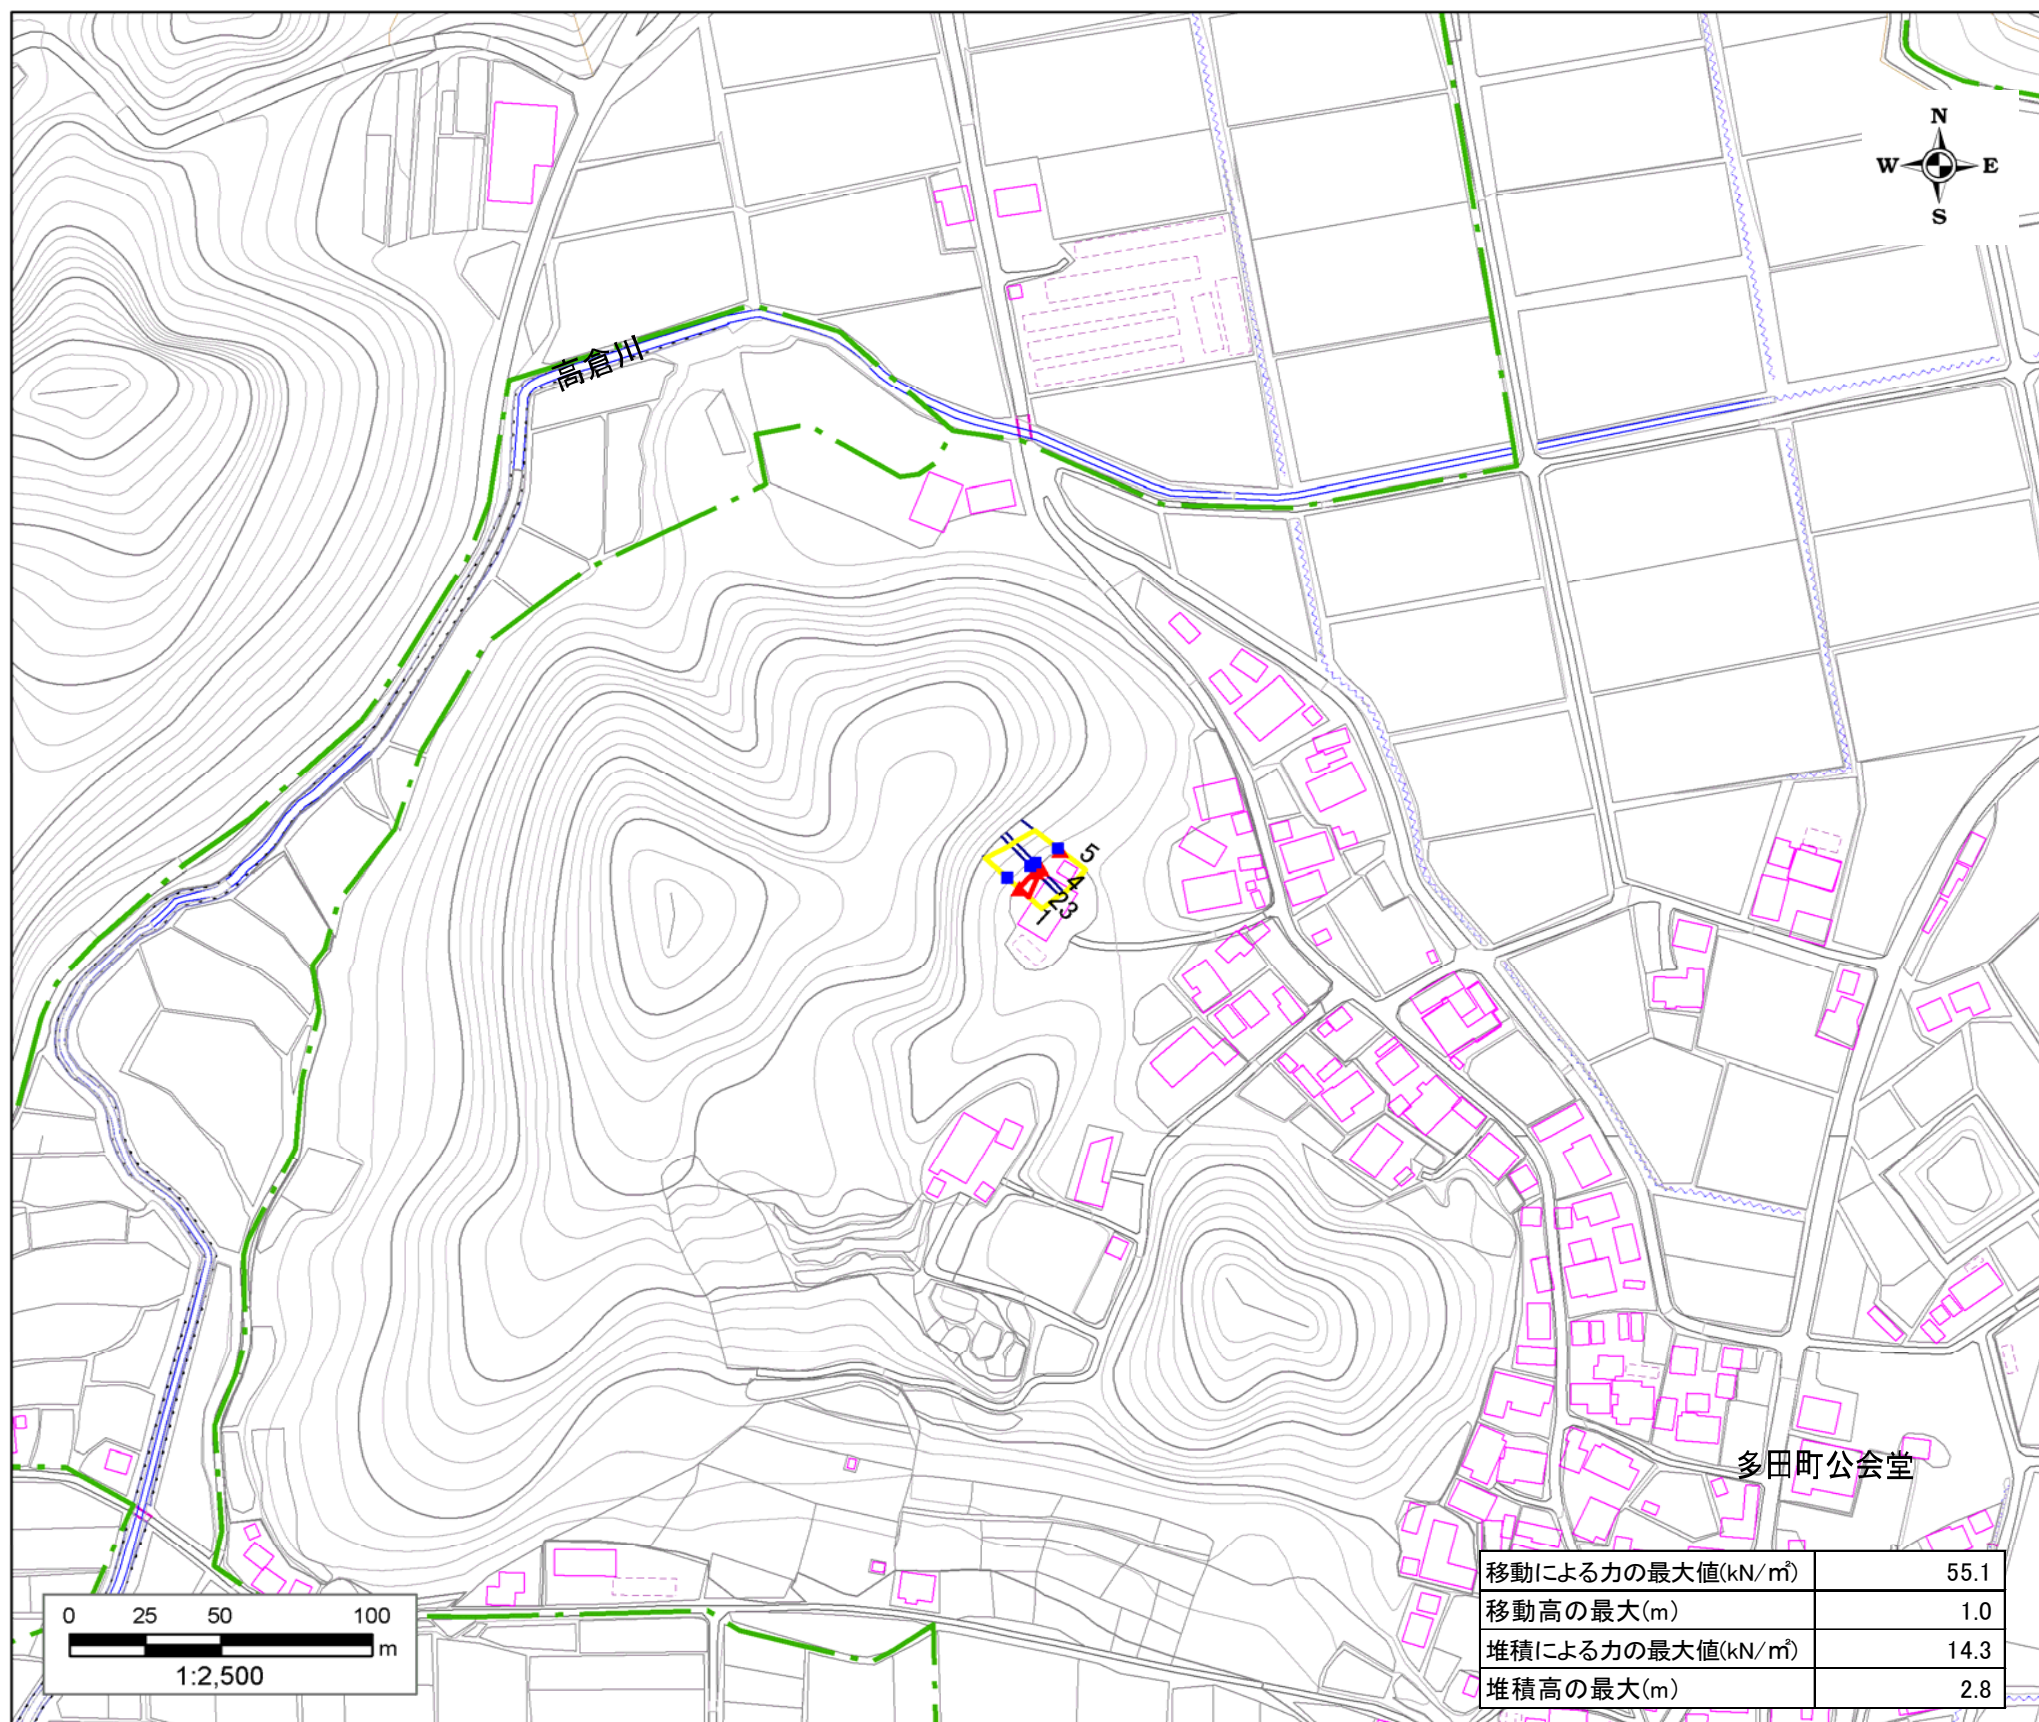 N
W E
S
高倉川
5
4
3
2
1
多田町公会堂
移動による力の最大値(kN/㎡) 55.1
移動高の最大(m) 1.0
堆積による力の最大値(kN/㎡) 14.3
堆積高の最大(m) 2.8
0 25 50 100
m
1:2,500